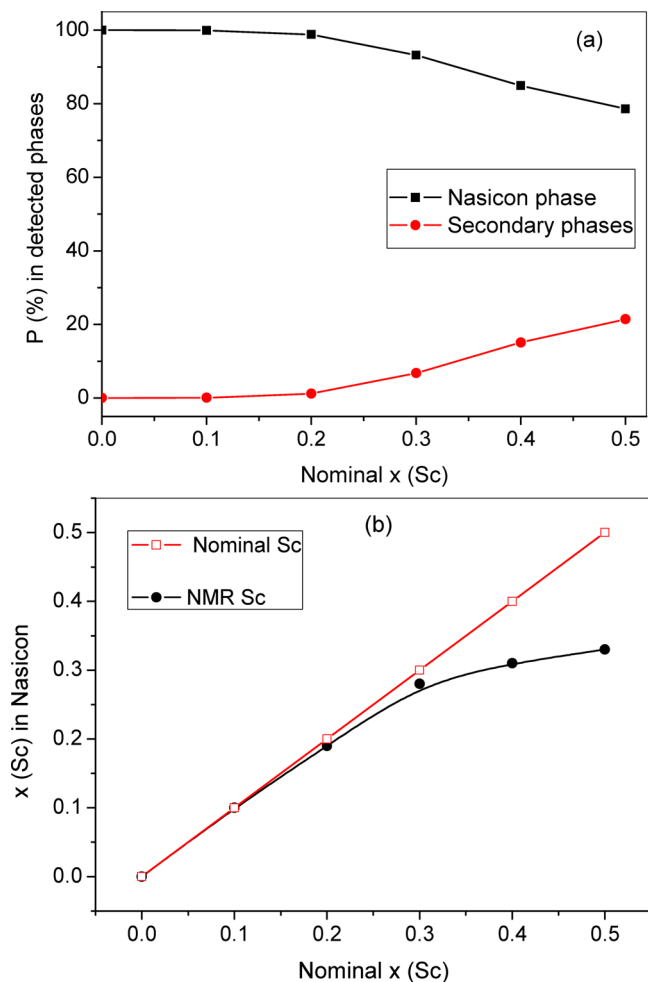 (a)
P (%) in detected phases
100
80
60
40
20
0
Nasicon phase
Secondary phases
0.0 0.1 0.2 0.3 0.4 0.5
Nominal x (Sc)
(b)
x (Sc) in Nasicon
0.5
0.4
0.3
0.2
0.1
0.0
Nominal Sc
NMR Sc
0.0 0.1 0.2 0.3 0.4 0.5
Nominal x (Sc)